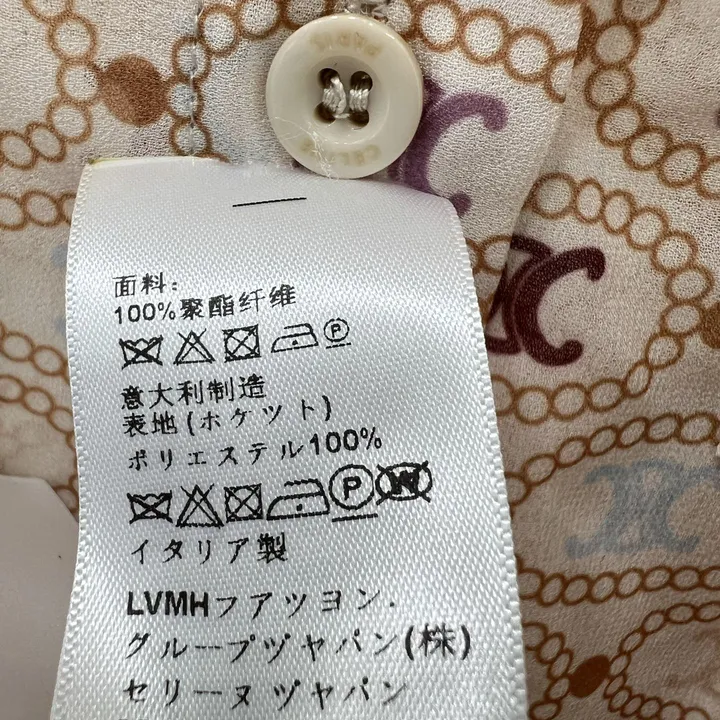 面料:
100%聚酯纤维
P
意大利制造
表地(ホケツト)
ポリエステル100%
P W
イタリア製
LVMHフアツヨン.
グループヅヤパン(株)
セリーヌヅヤパン